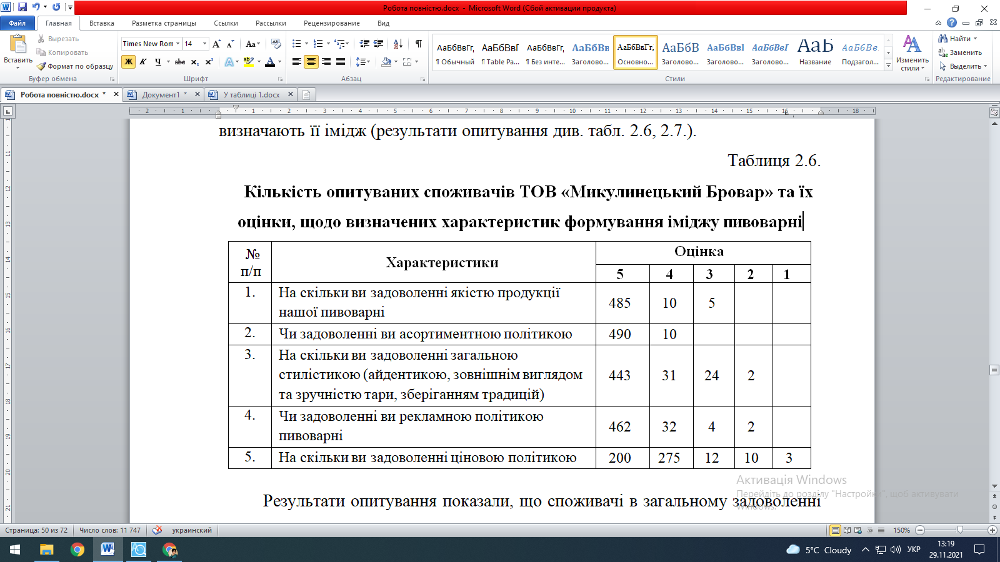 Робота повністю.docx - Microsoft Word (Сбой активации продукта)
Файл Главная Вставка Разметка страницы Ссылки Рассылки Рецензирование Вид
Вставить
Вырезать
Копировать
Формат по образцу
Буфер обмена
Times New Rom 14
Шрифт
Абзац
АаБбВвГг, АаБбВвГ АаБбВвГг, АаБбВв АаБбВвГг, АаБбВ АаБбВвІ АаБбВвГ АаЬ АаБбВв.
¶ Обычный ¶ Table Pa... ¶ Без инте... Заголово... Основно... Заголово... Заголово... Заголово... Название Подзагол...
Стили
Изменить стили
Найти
Заменить
Выделить
Редактирование
Робота повністю.docx * Документ1 * У таблиці 1.docx
визначають її імідж (результати опитування див. табл. 2.6, 2.7.).
Таблиця 2.6.
Кількість опитуваних споживачів ТОВ «Микулинецький Бровар» та їх
оцінки, щодо визначених характеристик формування іміджу пивоварні
№ п/п Характеристики Оцінка
5 4 3 2 1
1. На скільки ви задоволенні якістю продукції
нашої пивоварні 485 10 5
2. Чи задоволенні ви асортиментною політикою 490 10
3. На скільки ви задоволенні загальною
стилістикою (айдентикою, зовнішнім виглядом 443 31 24 2
та зручністю тари, зберіганням традицій)
4. Чи задоволенні ви рекламною політикою
пивоварні 462 32 4 2
5. На скільки ви задоволенні ціновою політикою 200 275 12 10 3
Активація Windows
Перейдіть до розділу "Настройки", щоб активувати
Windows.
Результати опитування показали, що споживачі в загальному задоволенні
Страница: 50 из 72 Число слов: 11 747 украинский 150%
5°C Cloudy УКР 13:19
29.11.2021